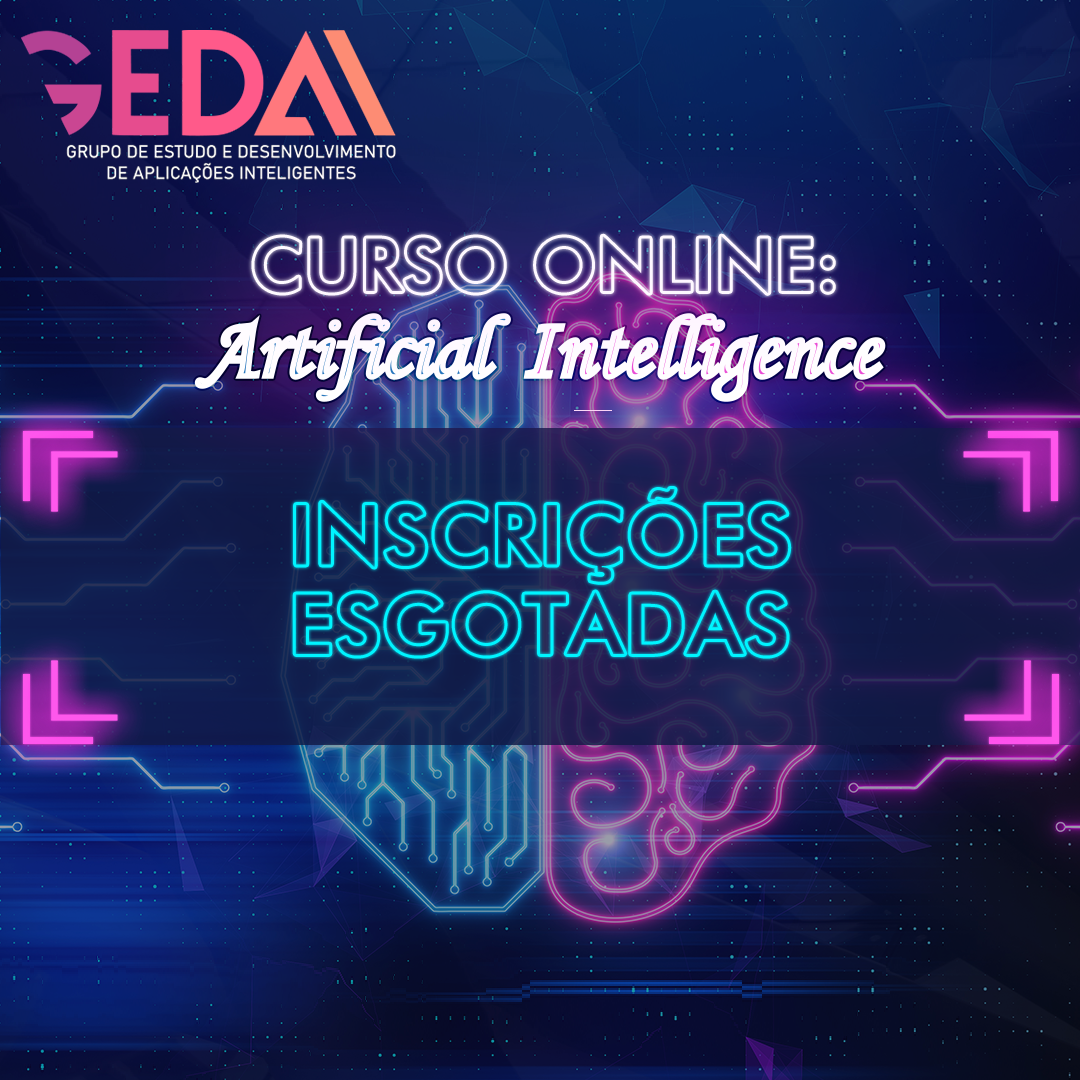 GEDAI
GRUPO DE ESTUDO E DESENVOLVIMENTO
DE APLICAÇÕES INTELIGENTES
CURSO ONLINE:
Artificial Intelligence
INSCRIÇÕES
ESGOTADAS